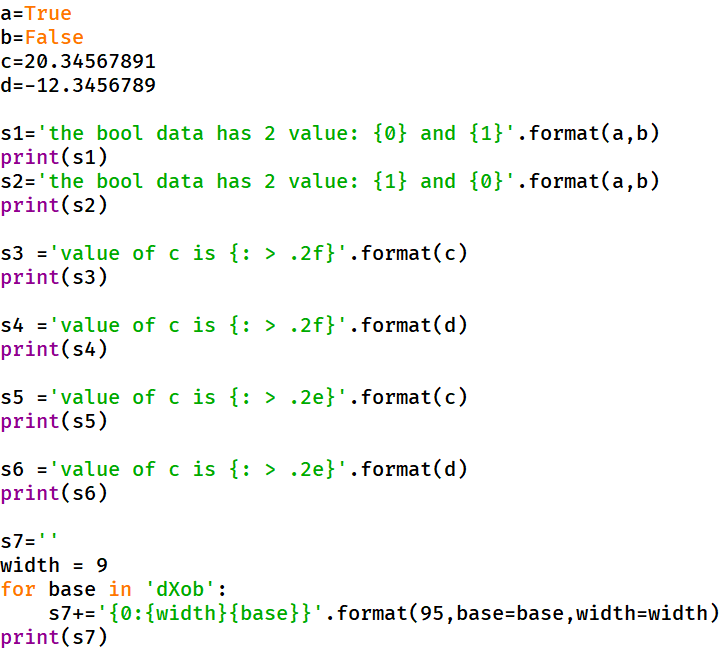 a=True
b=False
c=20.34567891
d=-12.3456789
s1='the bool data has 2 value: {0} and {1}'.format(a,b)
print(s1)
s2='the bool data has 2 value: {1} and {0}'.format(a,b)
print(s2)
s3 ='value of c is {: > .2f}'.format(c)
print(s3)
s4 ='value of c is {: > .2f}'.format(d)
print(s4)
s5 ='value of c is {: > .2e}'.format(c)
print(s5)
s6 ='value of c is {: > .2e}'.format(d)
print(s6)
s7=''
width = 9
for base in 'dXob':
    s7+='{0:{width}{base}}'.format(95,base=base,width=width)
print(s7)